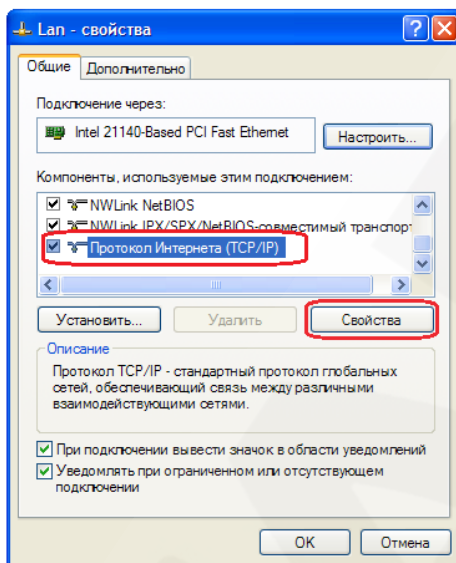 Lan - свойства
Общие
Дополнительно
Подключение через:
Intel 21140-Based PCI Fast Ethernet
Настроить...
Компоненты, используемые этим подключением:
NWLink NetBIOS
NWLink IPX/SPX/NetBIOS-совместимый транспорт
Протокол Интернета (TCP/IP)
Установить...
Удалить
Свойства
Описание
Протокол TCP/IP - стандартный протокол глобальных
сетей, обеспечивающий связь между различными
взаимодействующими сетями.
При подключении вывести значок в области уведомлений
Уведомлять при ограниченном или отсутствующем
подключении
OK
Отмена